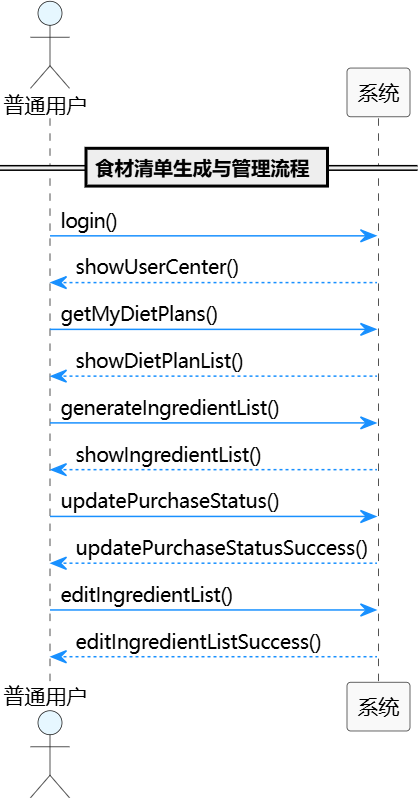 普通用户
系统
食材清单生成与管理流程
login()
showUserCenter()
getMyDietPlans()
showDietPlanList()
generateIngredientList()
showIngredientList()
updatePurchaseStatus()
updatePurchaseStatusSuccess()
editIngredientList()
editIngredientListSuccess()
普通用户
系统